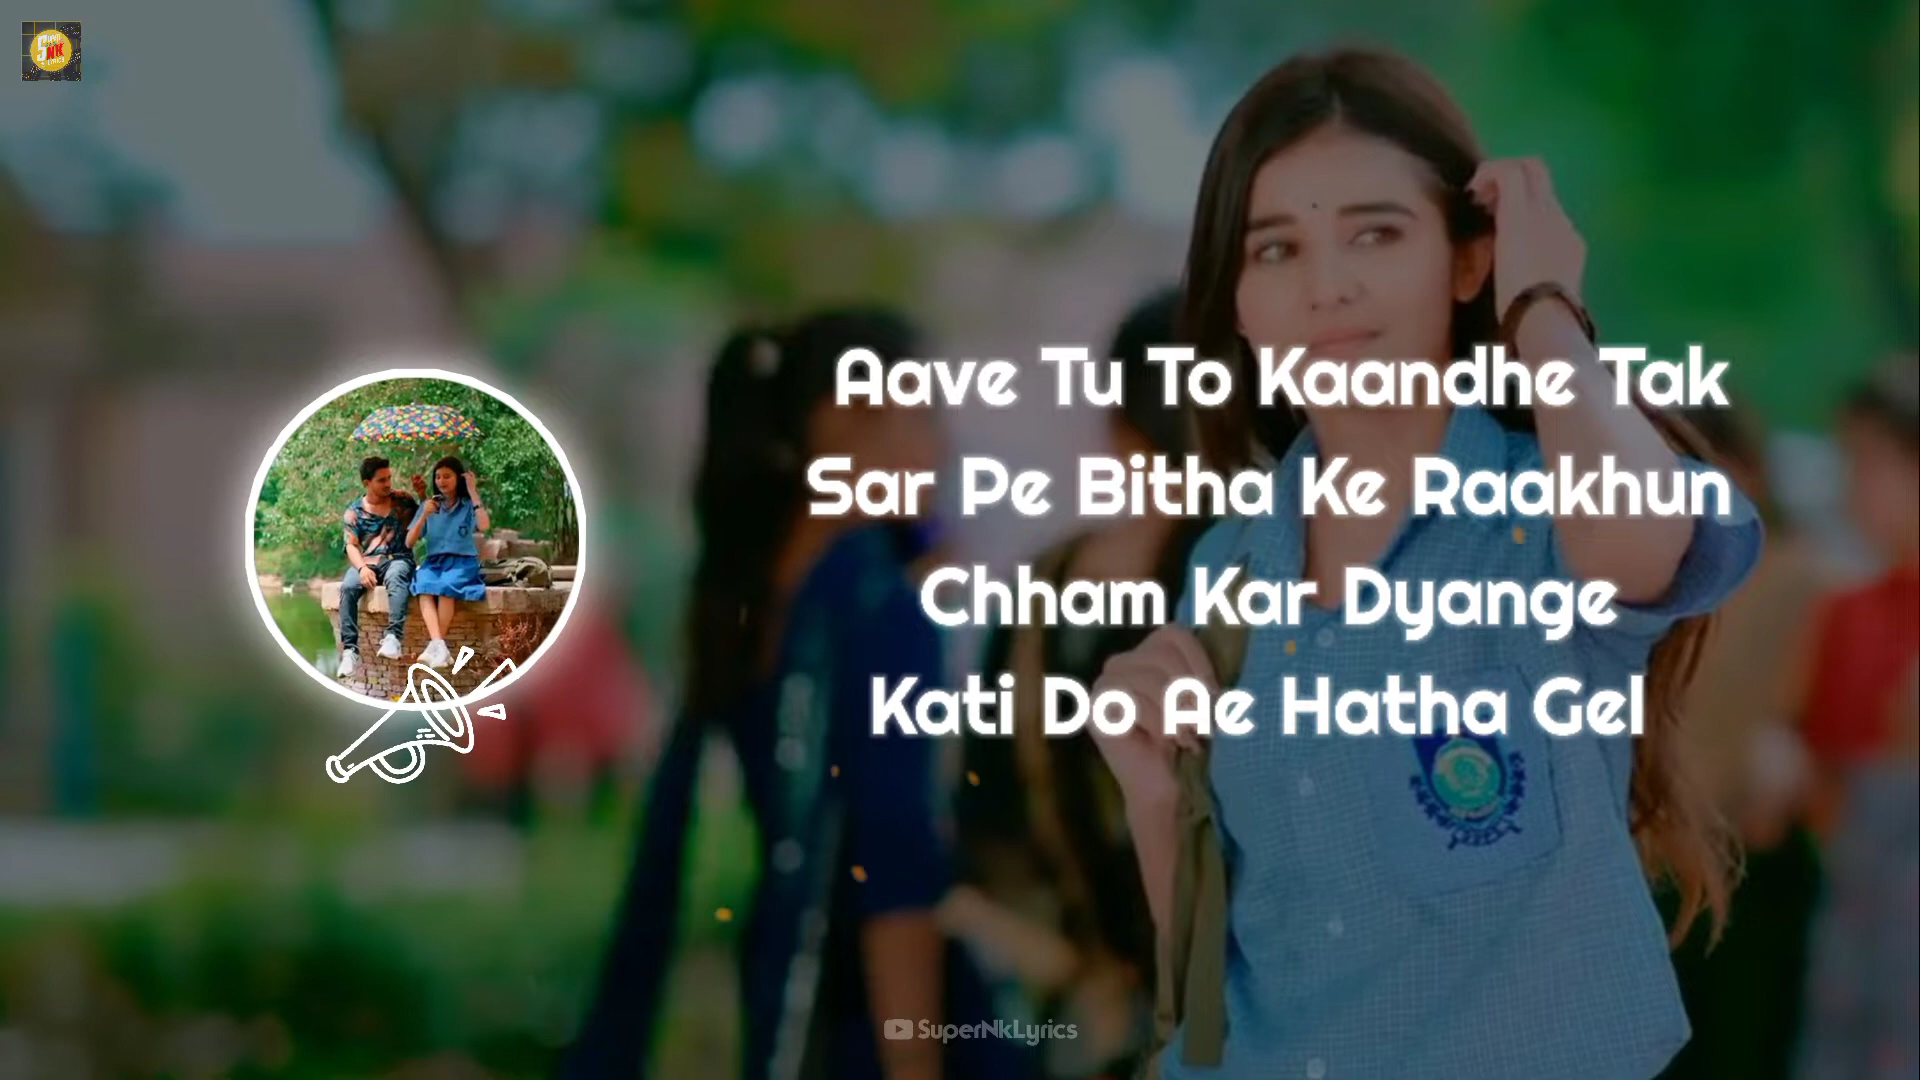 Aave Tu To Kaandhe Tak
Sar Pe Bitha Ke Raakhun
Chham Kar Dyange
Kati Do Ae Hatha Gel
SuperNkLyrics